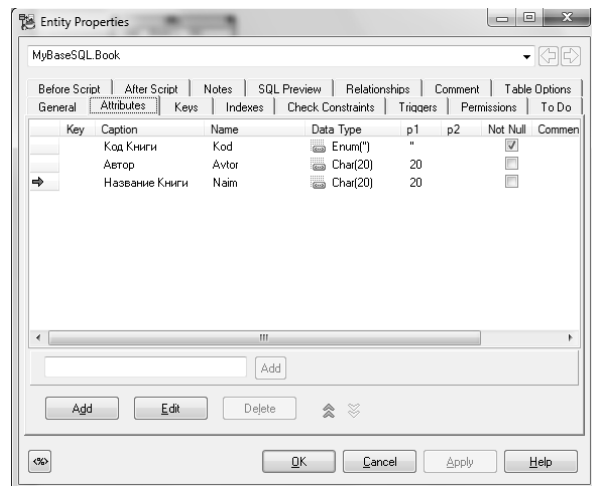 Entity Properties
MyBaseSQL.Book
Before Script After Script Notes SQL Preview Relationships Comment Table Options
General Attributes Keys Indexes Check Constraints Triggers Permissions To Do
Key Caption Name Data Type p1 p2 Not Null Commen
Код Книги Kod Enum('') ''
Автор Avtor Char(20) 20
Название Книги Naim Char(20) 20
Add
Add Edit Delete
<%> OK Cancel Apply Help